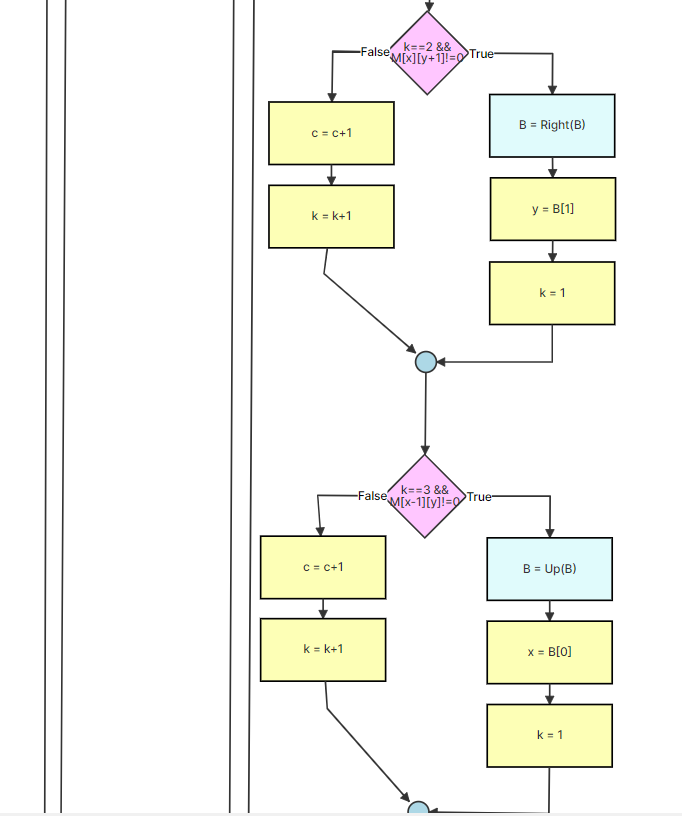 k==2 &&
M[x][y+1]!=0
False
True
c = c+1
B = Right(B)
k = k+1
y = B[1]
k = 1
k==3 &&
M[x-1][y]!=0
False
True
c = c+1
B = Up(B)
k = k+1
x = B[0]
k = 1